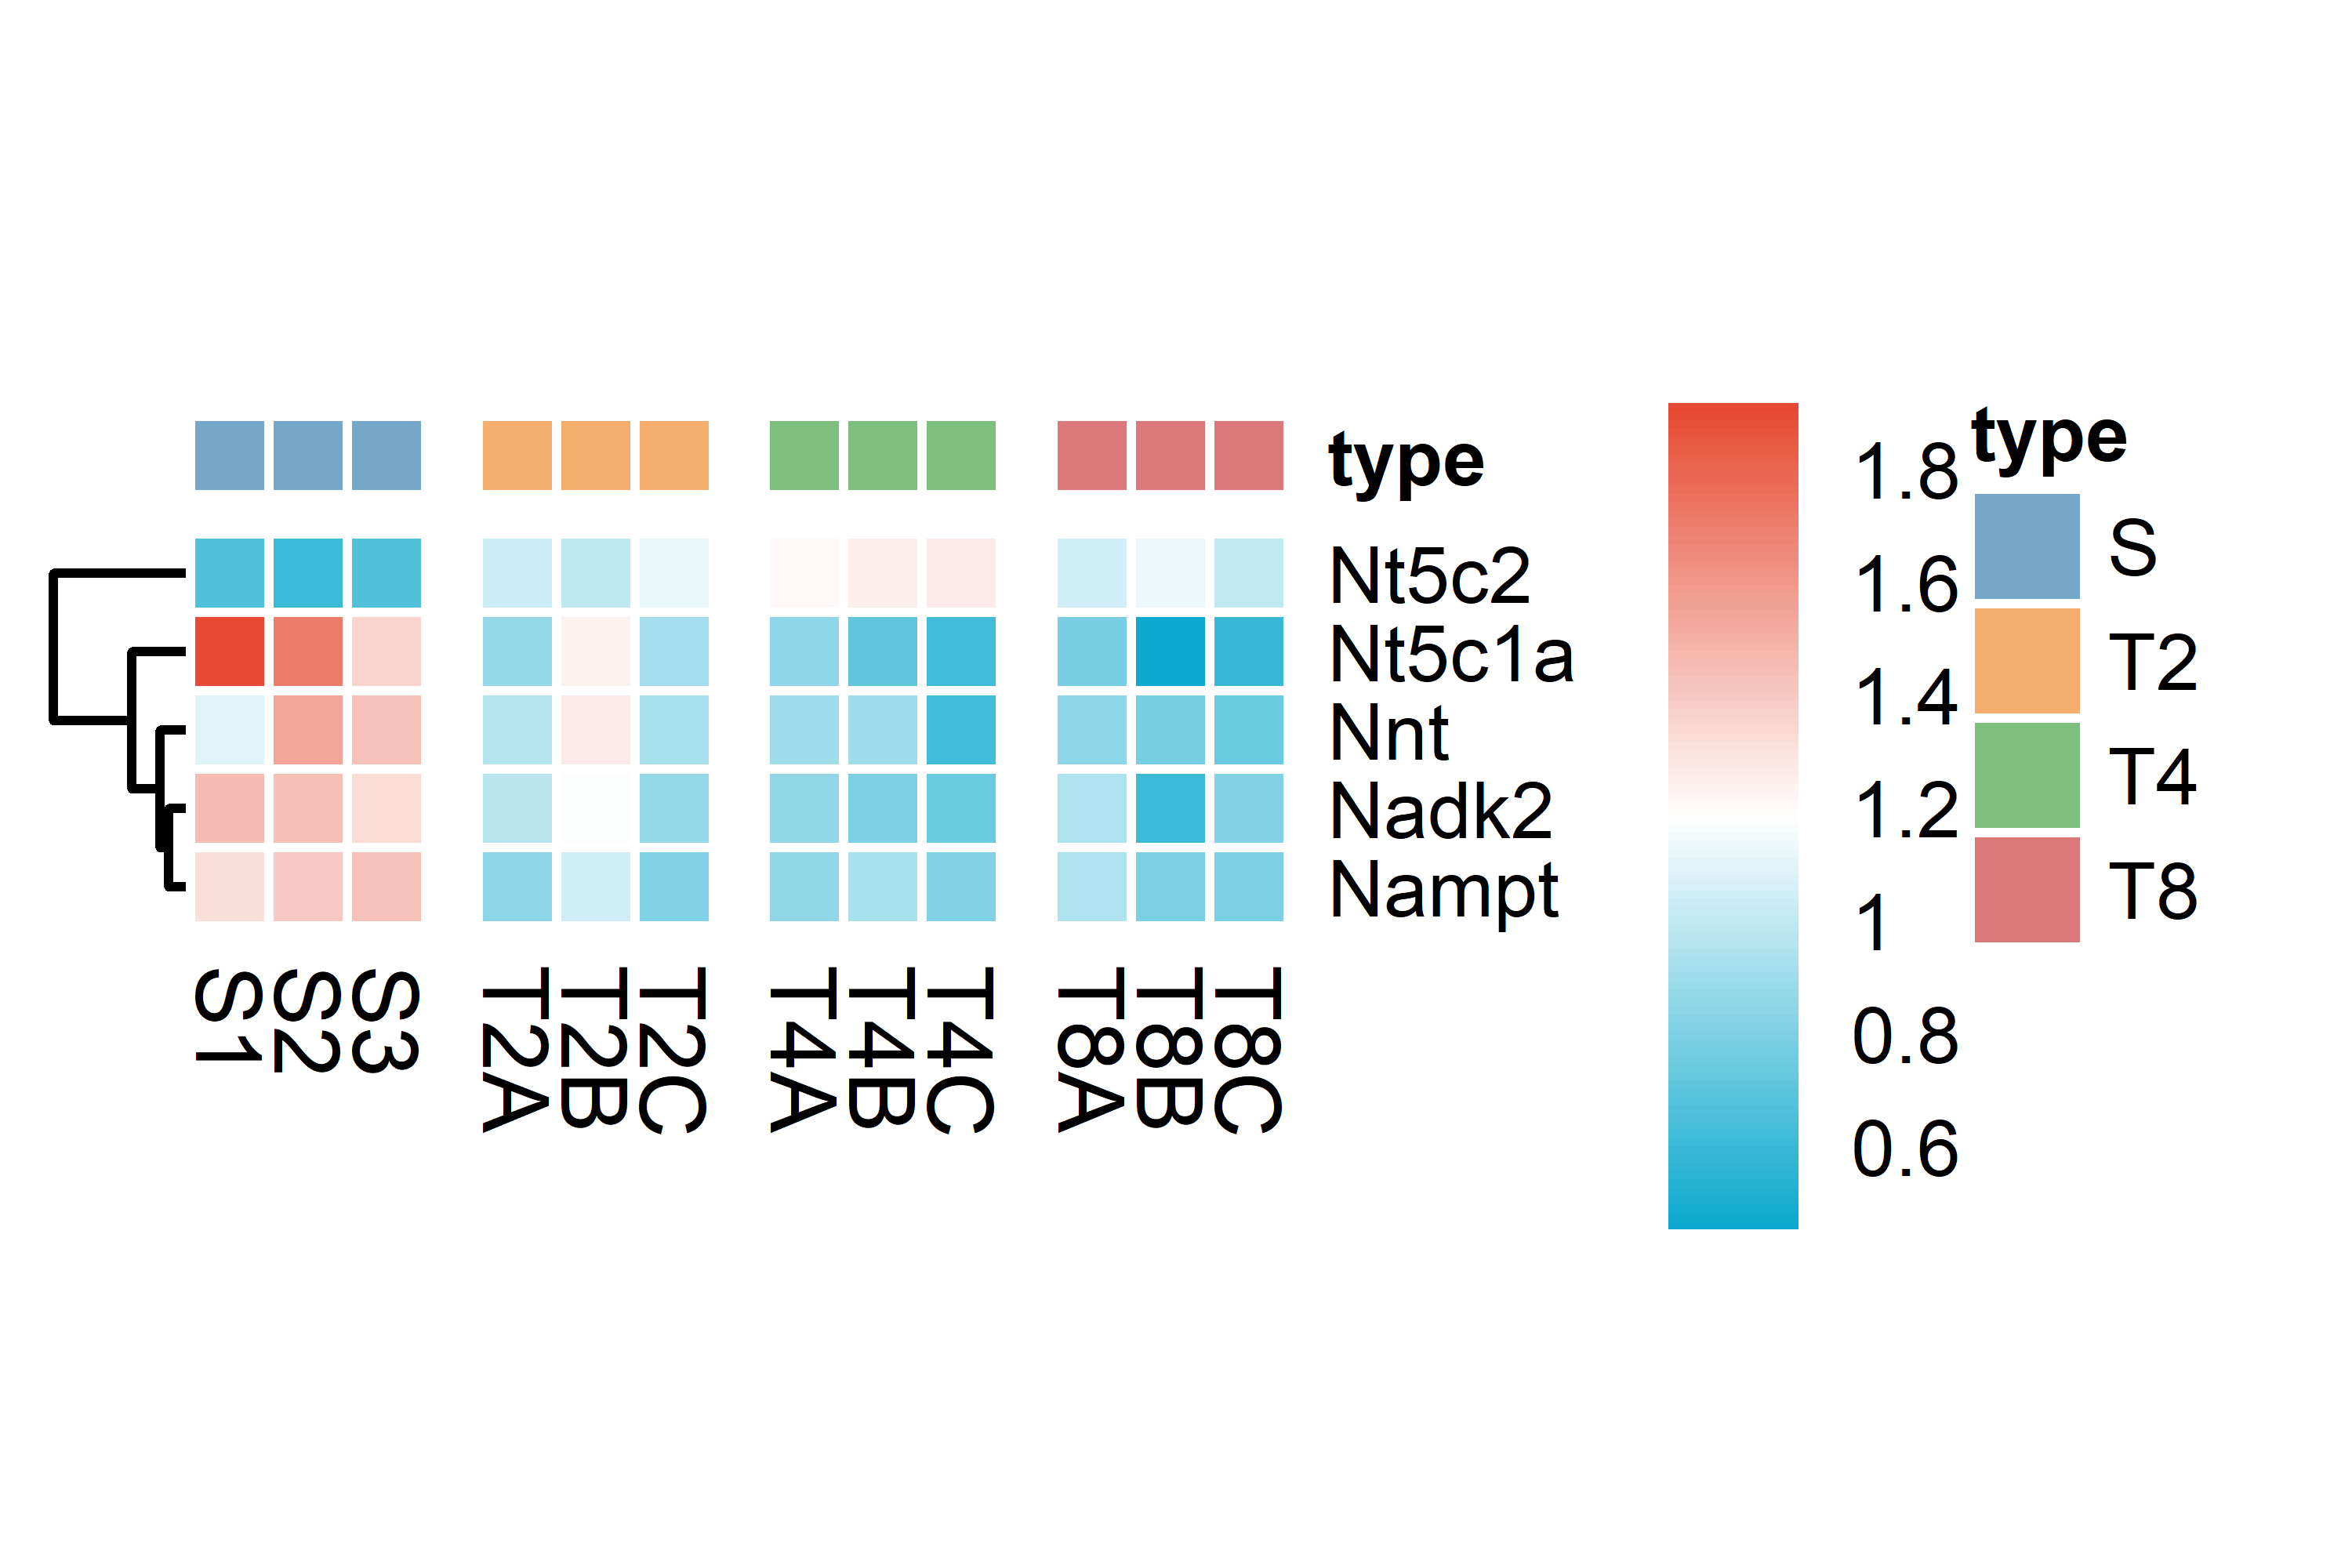 type
Nt5c2
Nt5c1a
Nnt
Nadk2
Nampt
S1
S2
S3
T2A
T2B
T2C
T4A
T4B
T4C
T8A
T8B
T8C
1.8
1.6
1.4
1.2
1
0.8
0.6
type
S
T2
T4
T8